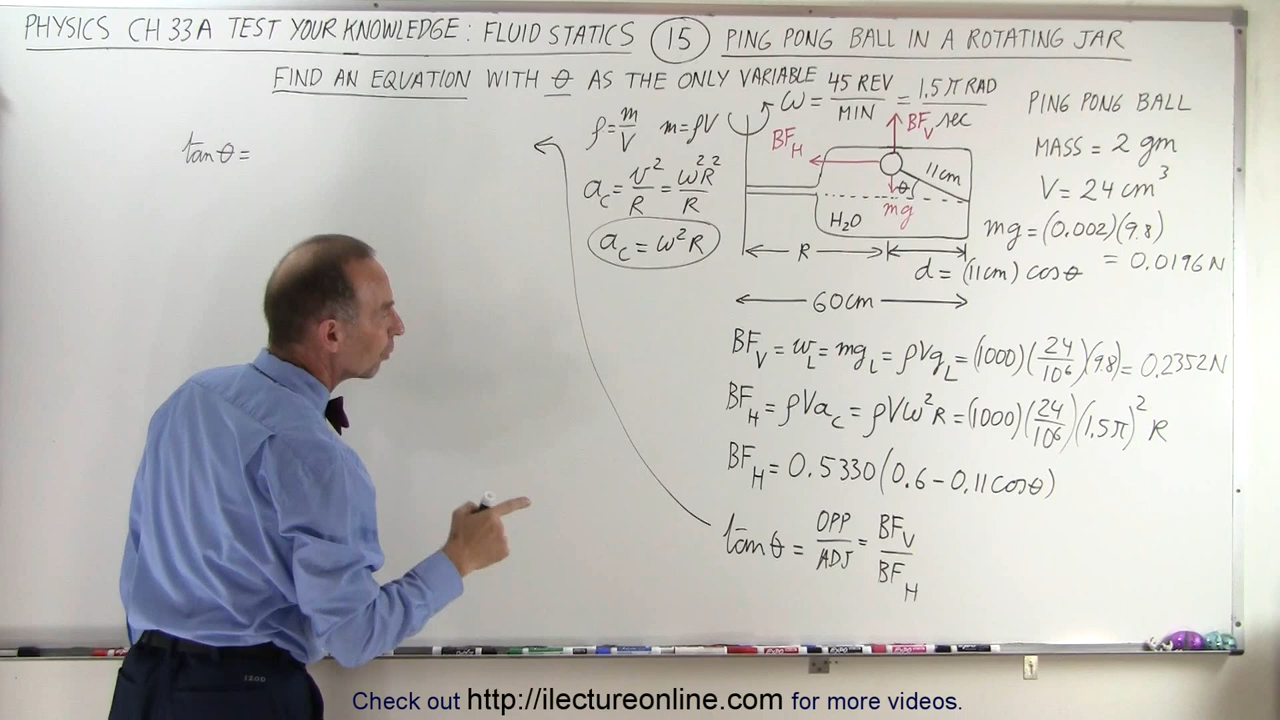 PHYSICS CH 33A TEST YOUR KNOWLEDGE: FLUID STATICS (15) PING PONG BALL IN A ROTATING JAR
FIND AN EQUATION WITH θ AS THE ONLY VARIABLE
tan θ =
ρ = m/V m = ρV
a_c = v²/R = ω²R²/R
a_c = ω²R
ω = 45 REV/MIN = 1.5π RAD/sec
BF_V
BF_H
11cm
θ
mg
H₂O
R
d = (11cm) cos θ
60cm
PING PONG BALL
MASS = 2 gm
V = 24 cm³
mg = (0.002)(9.8)
= 0.0196 N
BF_V = w_L = mg_L = ρVg_L = (1000)(24/10⁶)(9.8) = 0.2352 N
BF_H = ρVa_c = ρVω²R = (1000)(24/10⁶)(1.5π)² R
BF_H = 0.5330 (0.6 - 0.11 cos θ)
tan θ = OPP/ADJ = BF_V/BF_H
Check out http://ilectureonline.com for more videos.